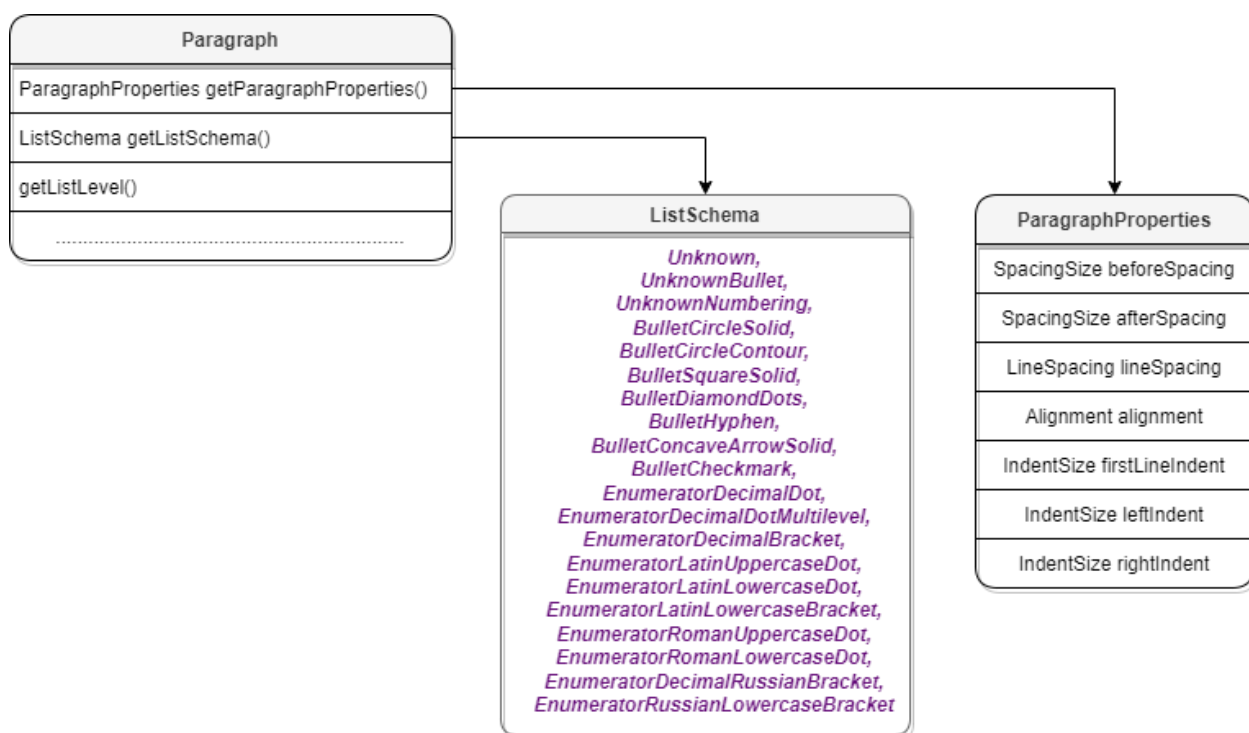 Paragraph
ParagraphProperties getParagraphProperties()
ListSchema getListSchema()
getListLevel()
ListSchema
Unknown,
UnknownBullet,
UnknownNumbering,
BulletCircleSolid,
BulletCircleContour,
BulletSquareSolid,
BulletDiamondDots,
BulletHyphen,
BulletConcaveArrowSolid,
BulletCheckmark,
EnumeratorDecimalDot,
EnumeratorDecimalDotMultilevel,
EnumeratorDecimalBracket,
EnumeratorLatinUppercaseDot,
EnumeratorLatinLowercaseDot,
EnumeratorLatinLowercaseBracket,
EnumeratorRomanUppercaseDot,
EnumeratorRomanLowercaseDot,
EnumeratorDecimalRussianBracket,
EnumeratorRussianLowercaseBracket
ParagraphProperties
SpacingSize beforeSpacing
SpacingSize afterSpacing
LineSpacing lineSpacing
Alignment alignment
IndentSize firstLineIndent
IndentSize leftIndent
IndentSize rightIndent